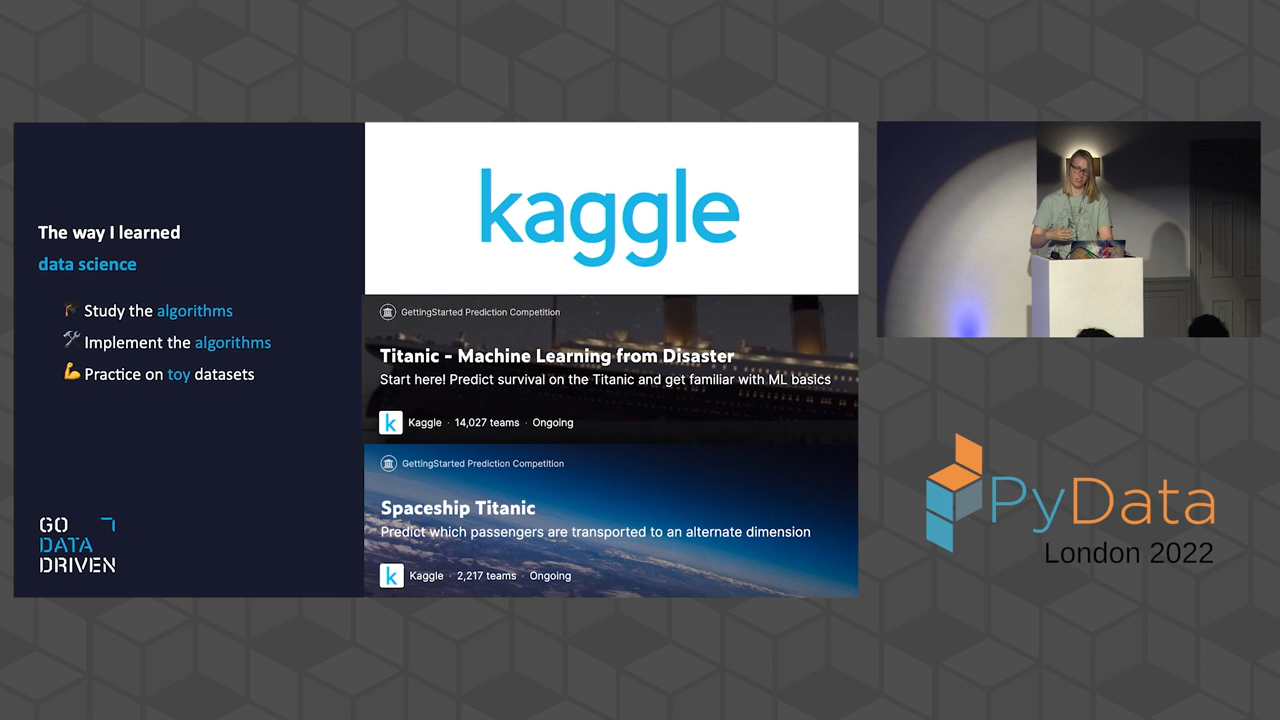 The way I learned
data science
Study the algorithms
Implement the algorithms
Practice on toy datasets
GO
DATA
DRIVEN
kaggle
GettingStarted Prediction Competition
Titanic - Machine Learning from Disaster
Start here! Predict survival on the Titanic and get familiar with ML basics
k
Kaggle · 14,027 teams · Ongoing
GettingStarted Prediction Competition
Spaceship Titanic
Predict which passengers are transported to an alternate dimension
k
Kaggle · 2,217 teams · Ongoing
PyData
London 2022